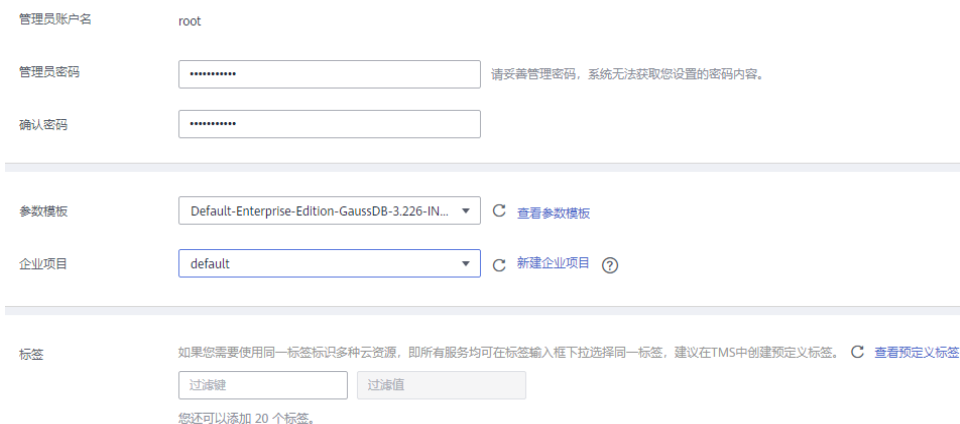 管理员账户名 root
管理员密码 ••••••••••• 请妥善管理密码，系统无法获取您设置的密码内容。
确认密码 •••••••••••
参数模板 Default-Enterprise-Edition-GaussDB-3.226-IN... 查看参数模板
企业项目 default 新建企业项目 ?
标签 如果您需要使用同一标签标识多种云资源，即所有服务均可在标签输入框下拉选择同一标签，建议在TMS中创建预定义标签。 查看预定义标签
过滤键 过滤值
您还可以添加 20 个标签。